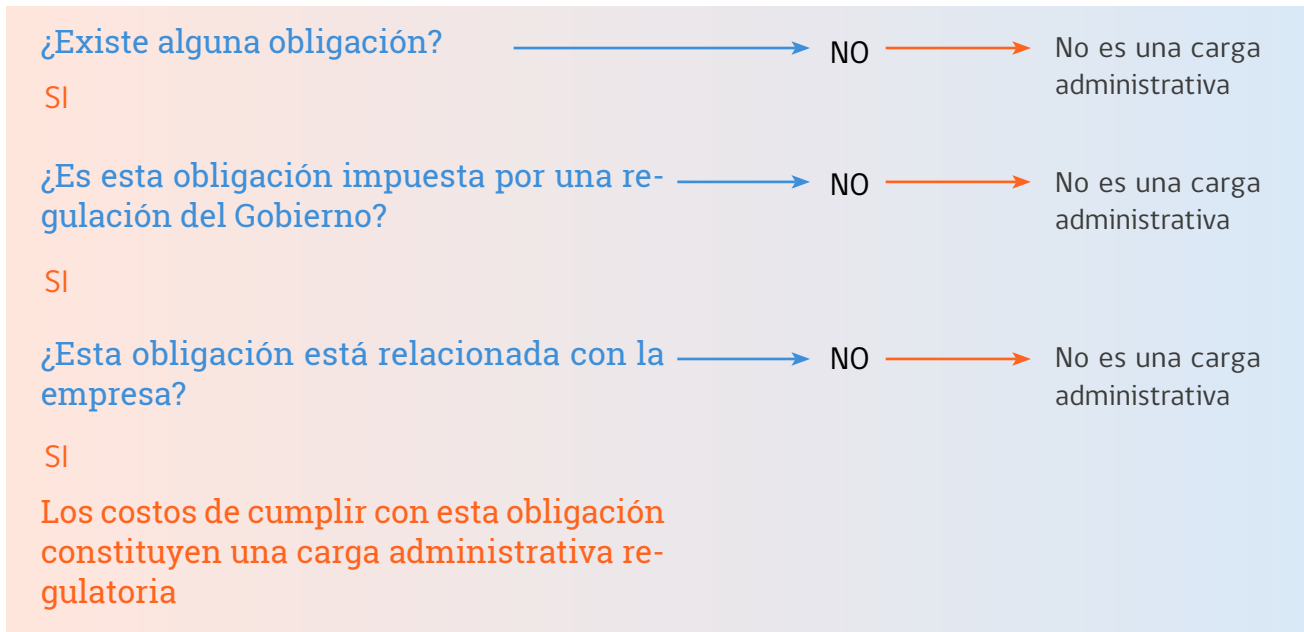 ¿Existe alguna obligación?
NO
No es una carga
administrativa
SI
¿Es esta obligación impuesta por una re-
gulación del Gobierno?
NO
No es una carga
administrativa
SI
¿Esta obligación está relacionada con la
empresa?
NO
No es una carga
administrativa
SI
Los costos de cumplir con esta obligación
constituyen una carga administrativa re-
gulatoria